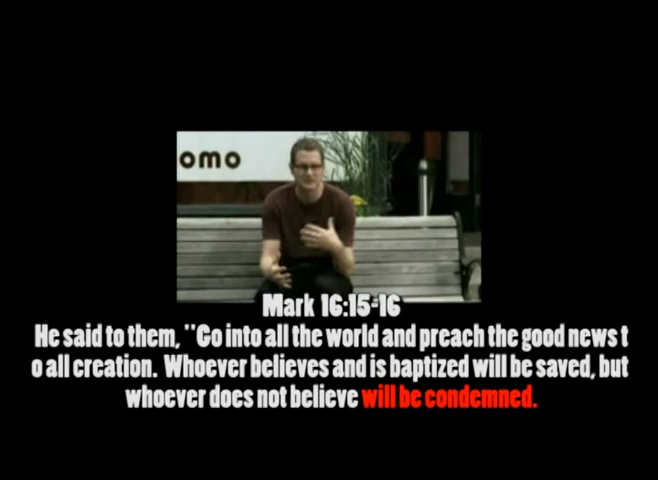 omo
Mark 16:15-16
He said to them, "Go into all the world and preach the good news t
o all creation. Whoever believes and is baptized will be saved, but
whoever does not believe will be condemned.